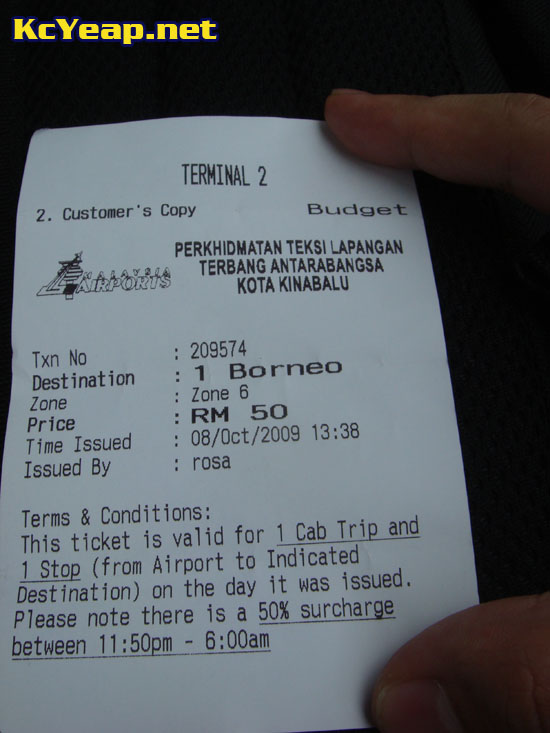 KcYeap.net
TERMINAL 2
2. Customer's Copy Budget
MALAYSIA
AIRPORTS
PERKHIDMATAN TEKSI LAPANGAN
TERBANG ANTARABANGSA
KOTA KINABALU
Txn No : 209574
Destination : 1 Borneo
Zone : Zone 6
Price : RM 50
Time Issued : 08/Oct/2009 13:38
Issued By : rosa
Terms & Conditions:
This ticket is valid for 1 Cab Trip and
1 Stop (from Airport to Indicated
Destination) on the day it was issued.
Please note there is a 50% surcharge
between 11:50pm - 6:00am